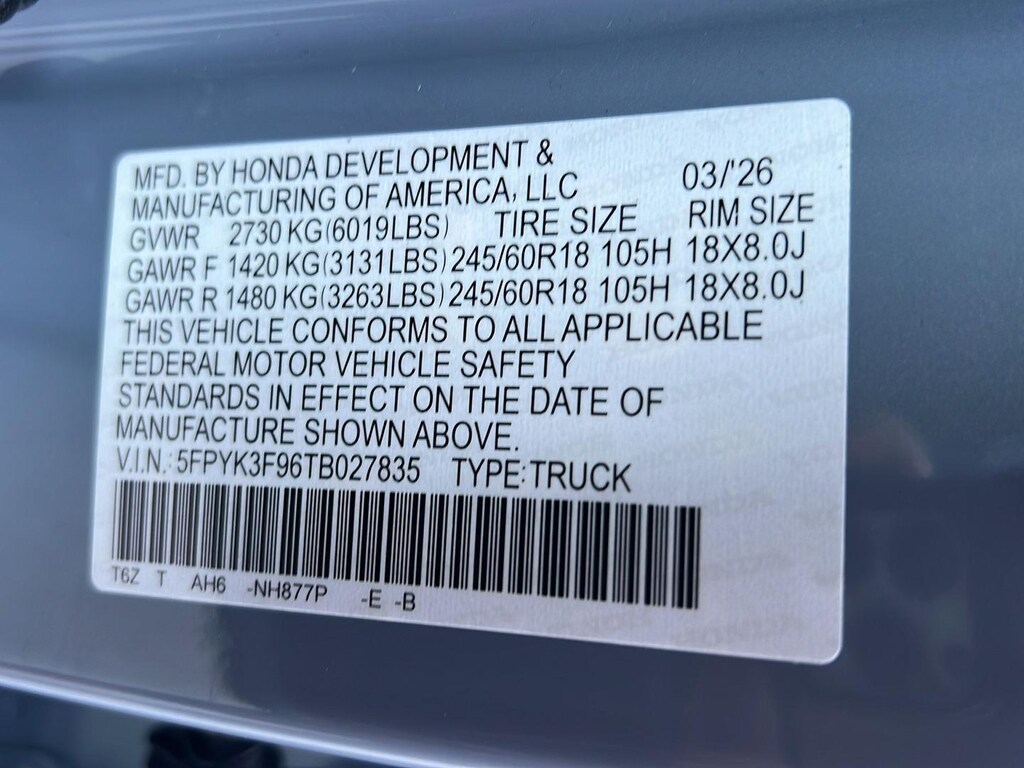 MFD. BY HONDA DEVELOPMENT &
MANUFACTURING OF AMERICA, LLC 03/'26
GVWR 2730 KG(6019LBS) TIRE SIZE RIM SIZE
GAWR F 1420 KG(3131LBS) 245/60R18 105H 18X8.0J
GAWR R 1480 KG(3263LBS) 245/60R18 105H 18X8.0J
THIS VEHICLE CONFORMS TO ALL APPLICABLE
FEDERAL MOTOR VEHICLE SAFETY
STANDARDS IN EFFECT ON THE DATE OF
MANUFACTURE SHOWN ABOVE.
V.I.N.: 5FPYK3F96TB027835 TYPE: TRUCK
T6Z T AH6 -NH877P -E -B